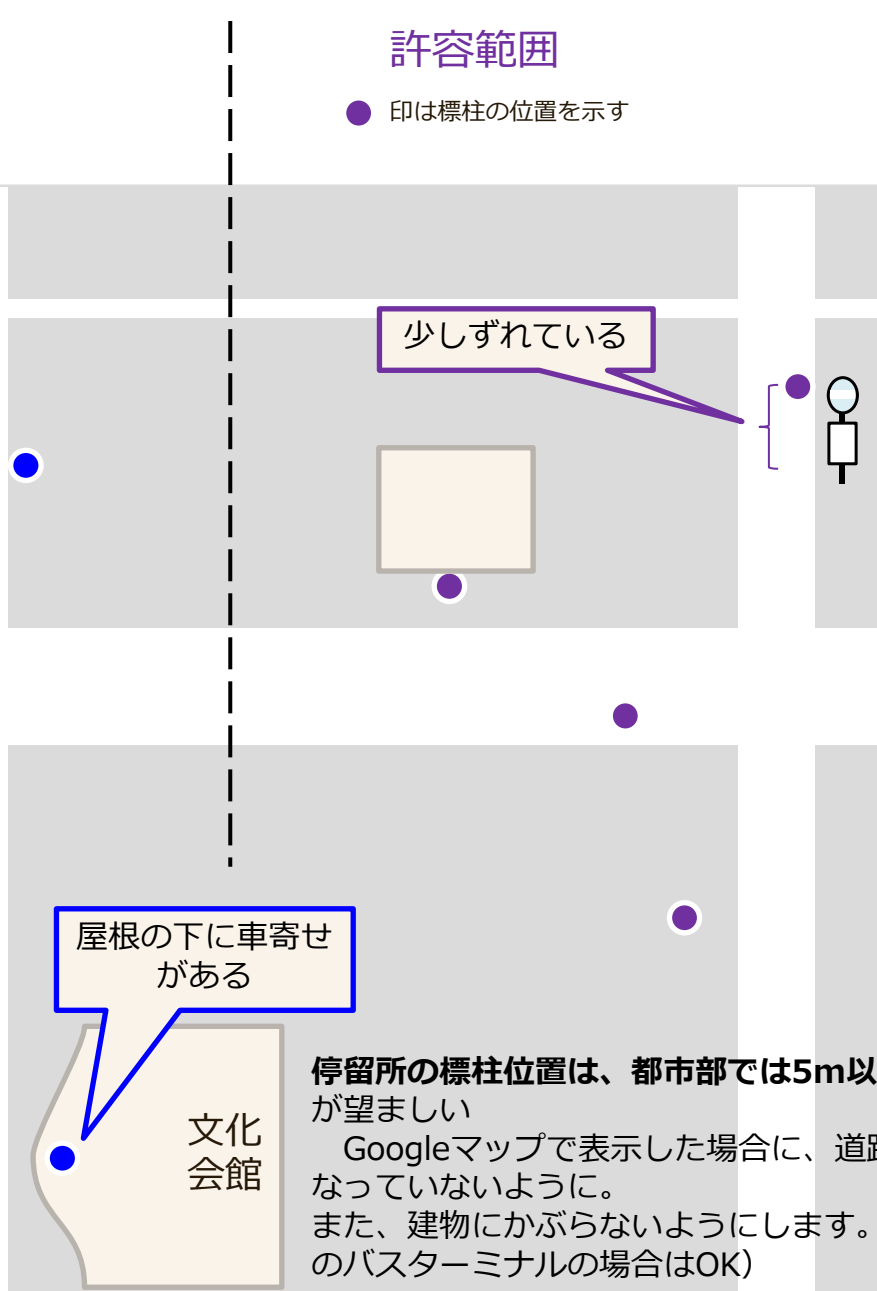 許容範囲
印は標柱の位置を示す
少しずれている
屋根の下に車寄せ
がある
文化
会館
停留所の標柱位置は、都市部では5m以
が望ましい
　Googleマップで表示した場合に、道路
なっていないように。
また、建物にかぶらないようにします。
のバスターミナルの場合はOK）